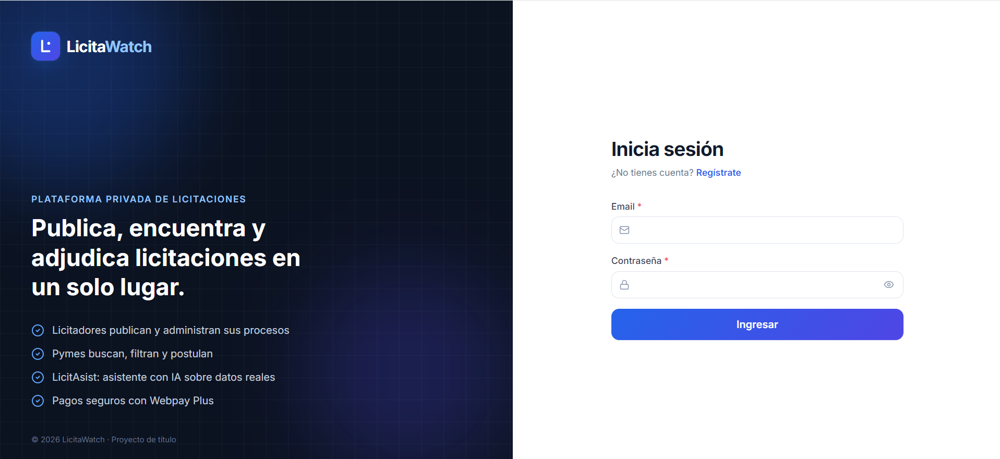 LicitaWatch
PLATAFORMA PRIVADA DE LICITACIONES
Publica, encuentra y
adjudica licitaciones en
un solo lugar.
Licitadores publican y administran sus procesos
Pymes buscan, filtran y postulan
LicitAsist: asistente con IA sobre datos reales
Pagos seguros con Webpay Plus
© 2026 LicitaWatch · Proyecto de título
Inicia sesión
¿No tienes cuenta? Regístrate
Email *
Contraseña *
Ingresar